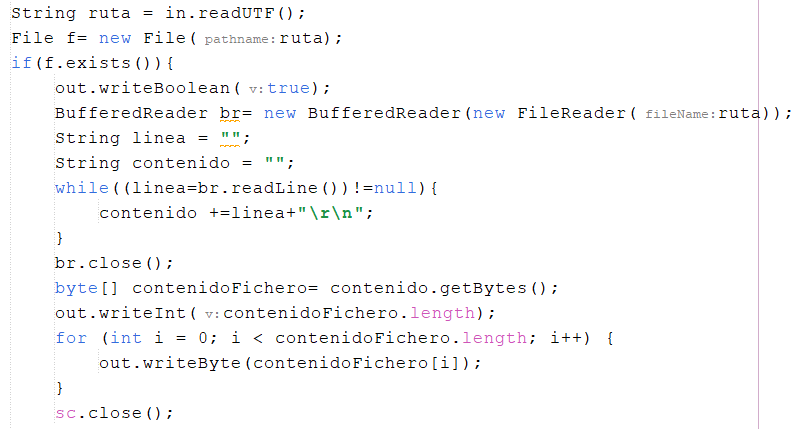 String ruta = in.readUTF();
File f= new File( pathname: ruta);
if(f.exists()){
    out.writeBoolean( v: true);
    BufferedReader br= new BufferedReader(new FileReader( fileName: ruta));
    String linea = "";
    String contenido = "";
    while((linea=br.readLine())!=null){
        contenido +=linea+"\r\n";
    }
    br.close();
    byte[] contenidoFichero= contenido.getBytes();
    out.writeInt( v: contenidoFichero.length);
    for (int i = 0; i < contenidoFichero.length; i++) {
        out.writeByte(contenidoFichero[i]);
    }
    sc.close();